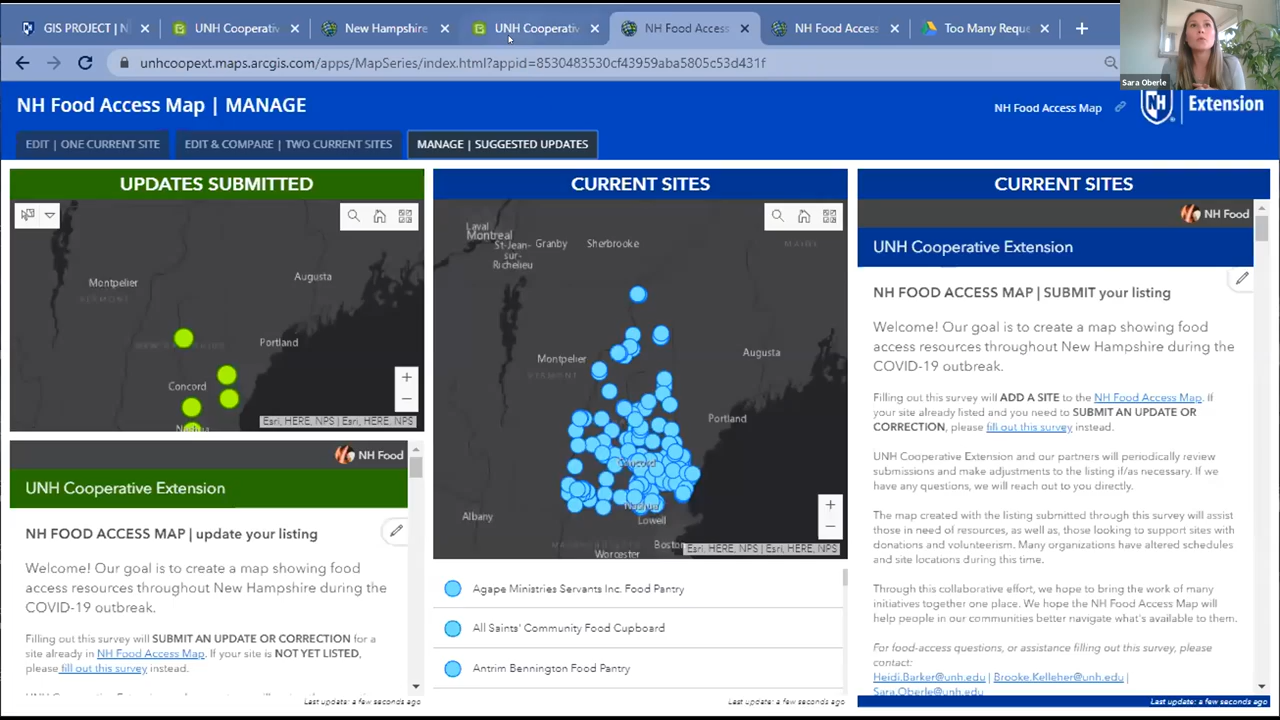 GIS PROJECT | N
UNH Cooperativ
New Hampshire
UNH Cooperativ
NH Food Access
NH Food Access
Too Many Reque
unhcoopext.maps.arcgis.com/apps/MapSeries/index.html?appid=8530483530cf43959aba5805c53d431f
Sara Oberle
NH Food Access Map | MANAGE
NH Food Access Map
NH
Extension
EDIT | ONE CURRENT SITE
EDIT & COMPARE | TWO CURRENT SITES
MANAGE | SUGGESTED UPDATES
UPDATES SUBMITTED
Montpelier
VERMONT
Augusta
Portland
Concord
Nashua
Esri, HERE, NPS | Esri, HERE, NPS
NH Food
UNH Cooperative Extension
NH FOOD ACCESS MAP | update your listing
Welcome! Our goal is to create a map showing food
access resources throughout New Hampshire during the
COVID-19 outbreak.
Filling out this survey will SUBMIT AN UPDATE OR CORRECTION for a
site already in NH Food Access Map. If your site is NOT YET LISTED,
please fill out this survey instead.
Last update: a few seconds ago
CURRENT SITES
Laval
Montreal
St-Jean-
sur-
Richelieu
Granby
Sherbrooke
MAINE
Montpelier
VERMONT
Augusta
Portland
Concord
Nashua
Albany
Lowell
Boston
Worcester
Esri, HERE, NPS | Esri, HERE, NPS
Agape Ministries Servants Inc. Food Pantry
All Saints' Community Food Cupboard
Antrim Bennington Food Pantry
Last update: a few seconds ago
CURRENT SITES
NH Food
UNH Cooperative Extension
NH FOOD ACCESS MAP | SUBMIT your listing
Welcome! Our goal is to create a map showing food
access resources throughout New Hampshire during the
COVID-19 outbreak.
Filling out this survey will ADD A SITE to the NH Food Access Map. If
your site already listed and you need to SUBMIT AN UPDATE OR
CORRECTION, please fill out this survey instead.
UNH Cooperative Extension and our partners will periodically review
submissions and make adjustments to the listing if/as necessary. If we
have any questions, we will reach out to you directly.
The map created with the listing submitted through this survey will assist
those in need of resources, as well as, those looking to support sites with
donations and volunteerism. Many organizations have altered schedules
and site locations during this time.
Through this collaborative effort, we hope to bring the work of many
initiatives together one place. We hope the NH Food Access Map will
help people in our communities better navigate what's available to them.
For food-access questions, or assistance filling out this survey, please
contact:
Heidi.Barker@unh.edu | Brooke.Kelleher@unh.edu |
Sara.Oberle@unh.edu
Last update: a few seconds ago